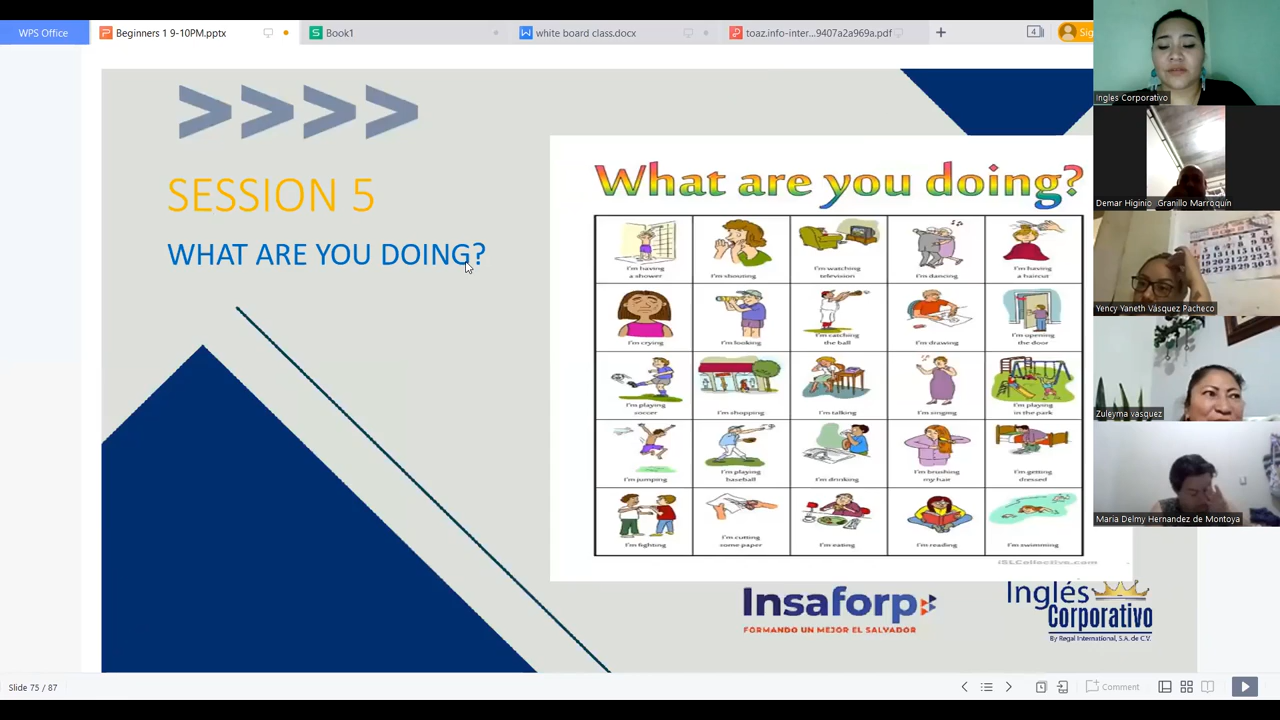 WPS Office
Beginners 1 9-10PM.pptx
Book1
white board class.docx
toaz.info-inter...9407a2a969a.pdf
4
Sig
SESSION 5
WHAT ARE YOU DOING?
What are you doing?
I'm having
a shower
I'm shouting
I'm watching
television
I'm dancing
I'm having
a haircut
I'm crying
I'm looking
I'm catching
the ball
I'm drawing
I'm opening
the door
I'm playing
soccer
I'm shopping
I'm talking
I'm singing
I'm playing
in the park
I'm jumping
I'm playing
baseball
I'm drinking
I'm brushing
my hair
I'm getting
dressed
I'm fighting
I'm cutting
some paper
I'm eating
I'm reading
I'm swimming
iSLCollective.com
Insaforp
FORMANDO UN MEJOR EL SALVADOR
Inglés
Corporativo
By Regal International, S.A. de C.V.
Ingles Corporativo
Demar Higinio Granillo Marroquin
Yency Yaneth Vásquez Pacheco
Zuleyma vasquez
Maria Delmy Hernandez de Montoya
Slide 75 / 87
Comment